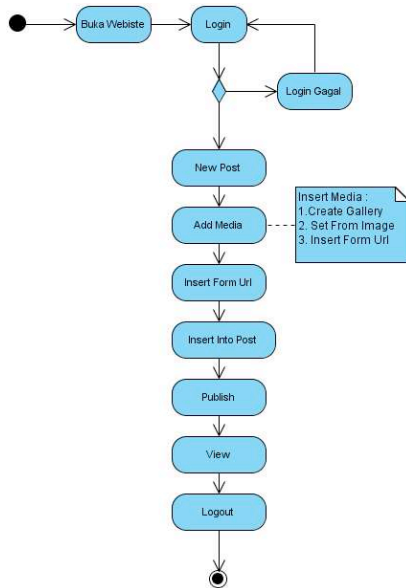 Buka Webiste
Login
Login Gagal
New Post
Add Media
Insert Media :
1.Create Gallery
2. Set From Image
3. Insert Form Url
Insert Form Url
Insert Into Post
Publish
View
Logout